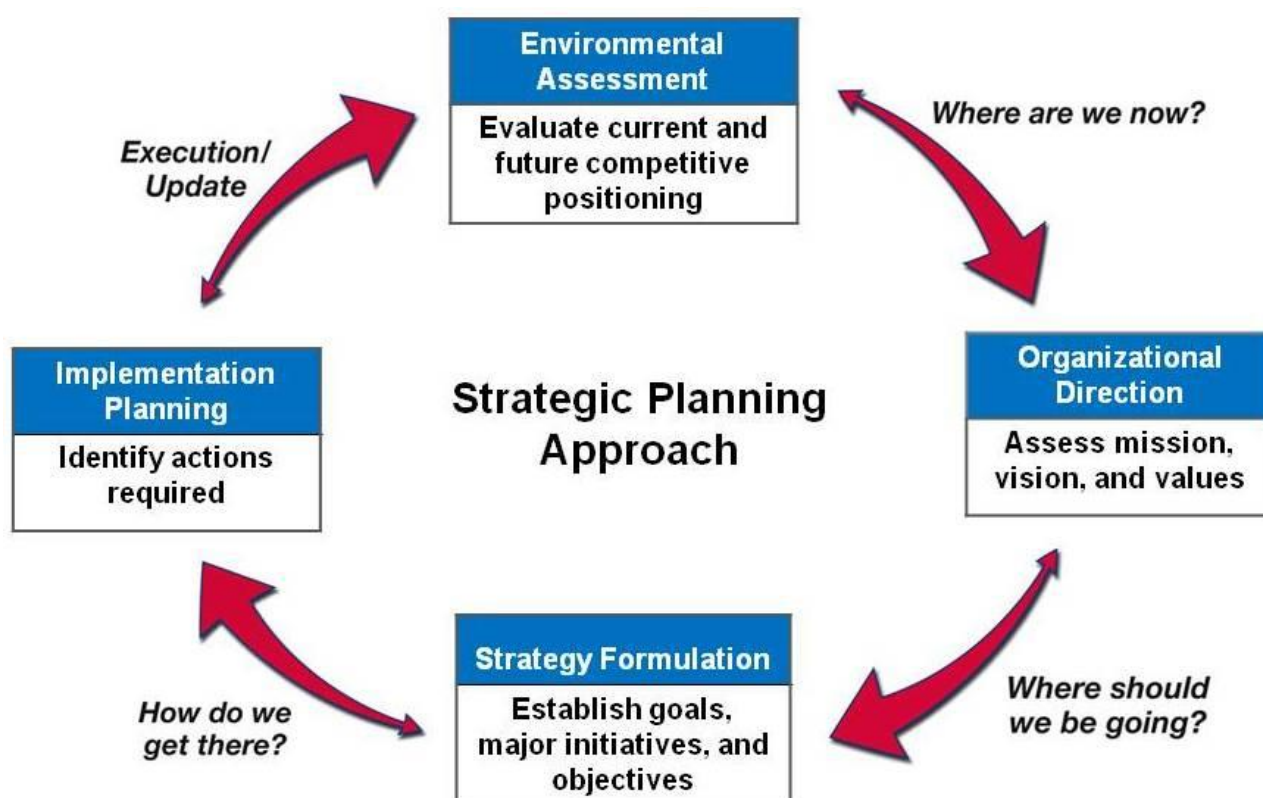 Environmental
Assessment
Evaluate current and
future competitive
positioning
Where are we now?
Organizational
Direction
Assess mission,
vision, and values
Where should
we be going?
Strategy Formulation
Establish goals,
major initiatives, and
objectives
How do we
get there?
Implementation
Planning
Identify actions
required
Execution/
Update
Strategic Planning
Approach